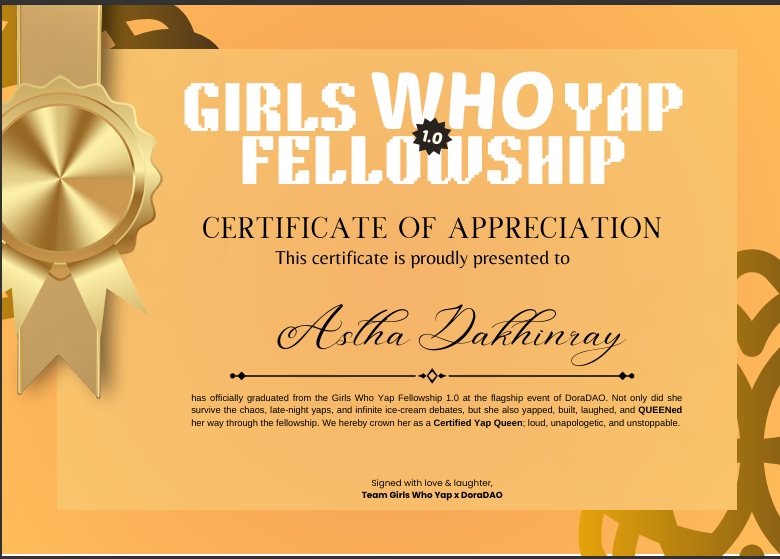 GIRLS WHO YAP
1.0
FELLOWSHIP
CERTIFICATE OF APPRECIATION
This certificate is proudly presented to
Astha Dakhinray
has officially graduated from the Girls Who Yap Fellowship 1.0 at the flagship event of DoraDAO. Not only did she
survive the chaos, late-night yaps, and infinite ice-cream debates, but she also yapped, built, laughed, and QUEENed
her way through the fellowship. We hereby crown her as a Certified Yap Queen; loud, unapologetic, and unstoppable.
Signed with love & laughter,
Team Girls Who Yap x DoraDAO